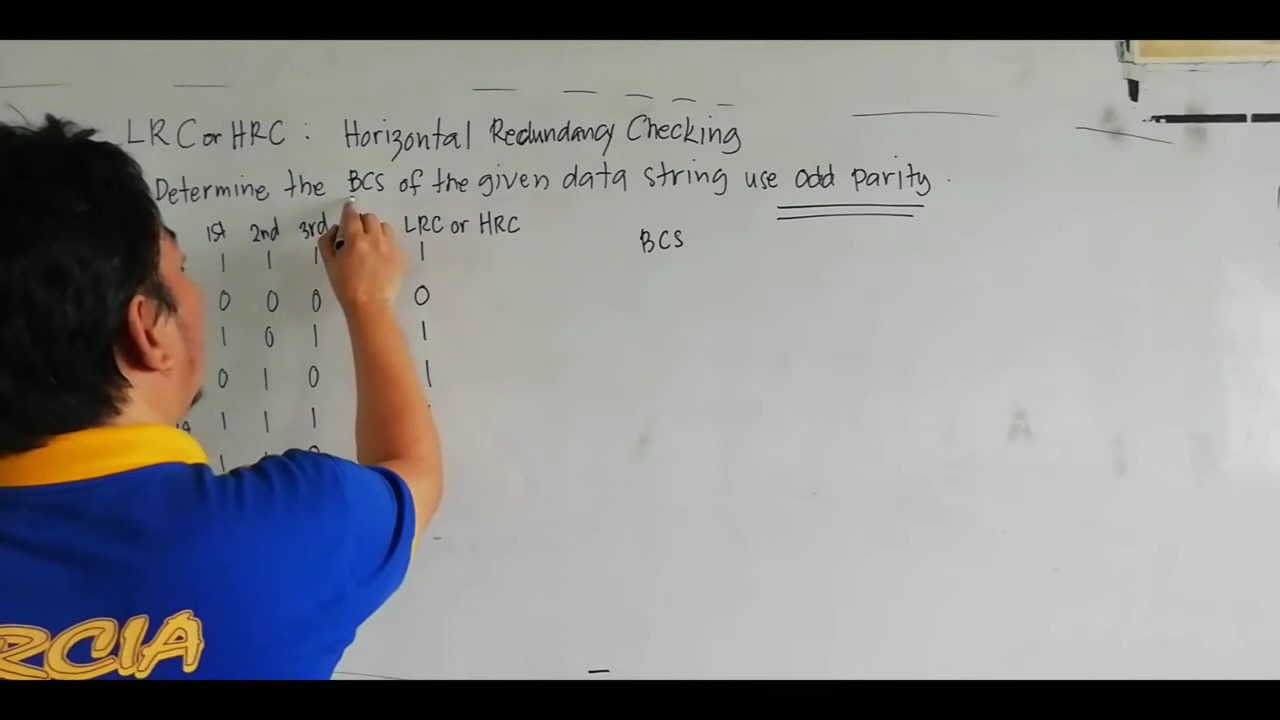 LRC or HRC : Horizontal Redundancy Checking
Determine the BCS of the given data string use odd parity .
1st 2nd 3rd LRC or HRC BCS
1 1 1 1
0 0 0 0
1 0 1 1
0 1 0 1
1 1 1
RCIA